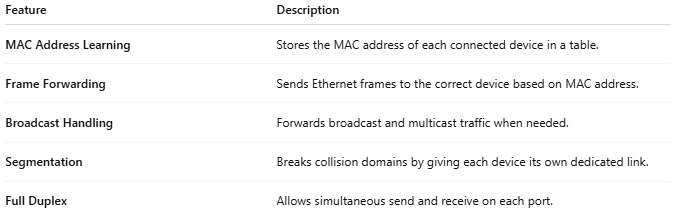 Feature Description
MAC Address Learning Stores the MAC address of each connected device in a table.
Frame Forwarding Sends Ethernet frames to the correct device based on MAC address.
Broadcast Handling Forwards broadcast and multicast traffic when needed.
Segmentation Breaks collision domains by giving each device its own dedicated link.
Full Duplex Allows simultaneous send and receive on each port.